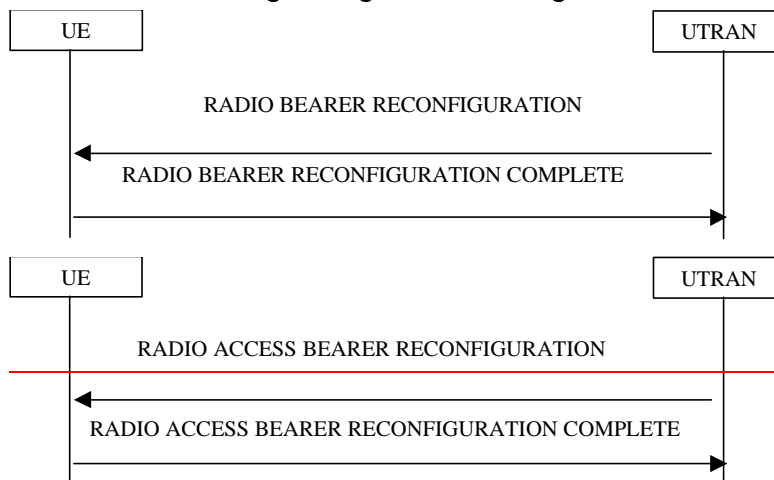 UE UTRAN
RADIO BEARER RECONFIGURATION
RADIO BEARER RECONFIGURATION COMPLETE
UE UTRAN
RADIO ACCESS BEARER RECONFIGURATION
RADIO ACCESS BEARER RECONFIGURATION COMPLETE